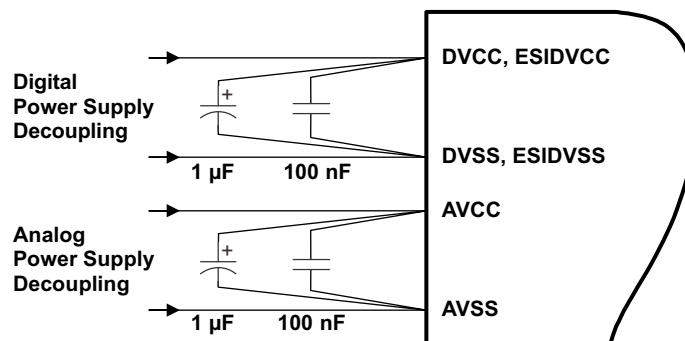 Digital
Power Supply
Decoupling
+
1 µF
100 nF
DVCC, ESIDVCC
DVSS, ESIDVSS
Analog
Power Supply
Decoupling
+
1 µF
100 nF
AVCC
AVSS